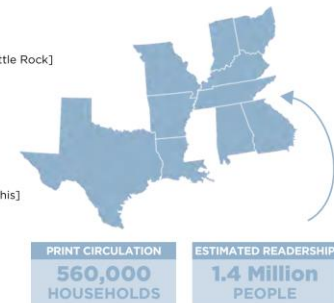 ttle Rock]
his]
PRINT CIRCULATION
560,000
HOUSEHOLDS
ESTIMATED READERSHIP
1.4 Million
PEOPLE